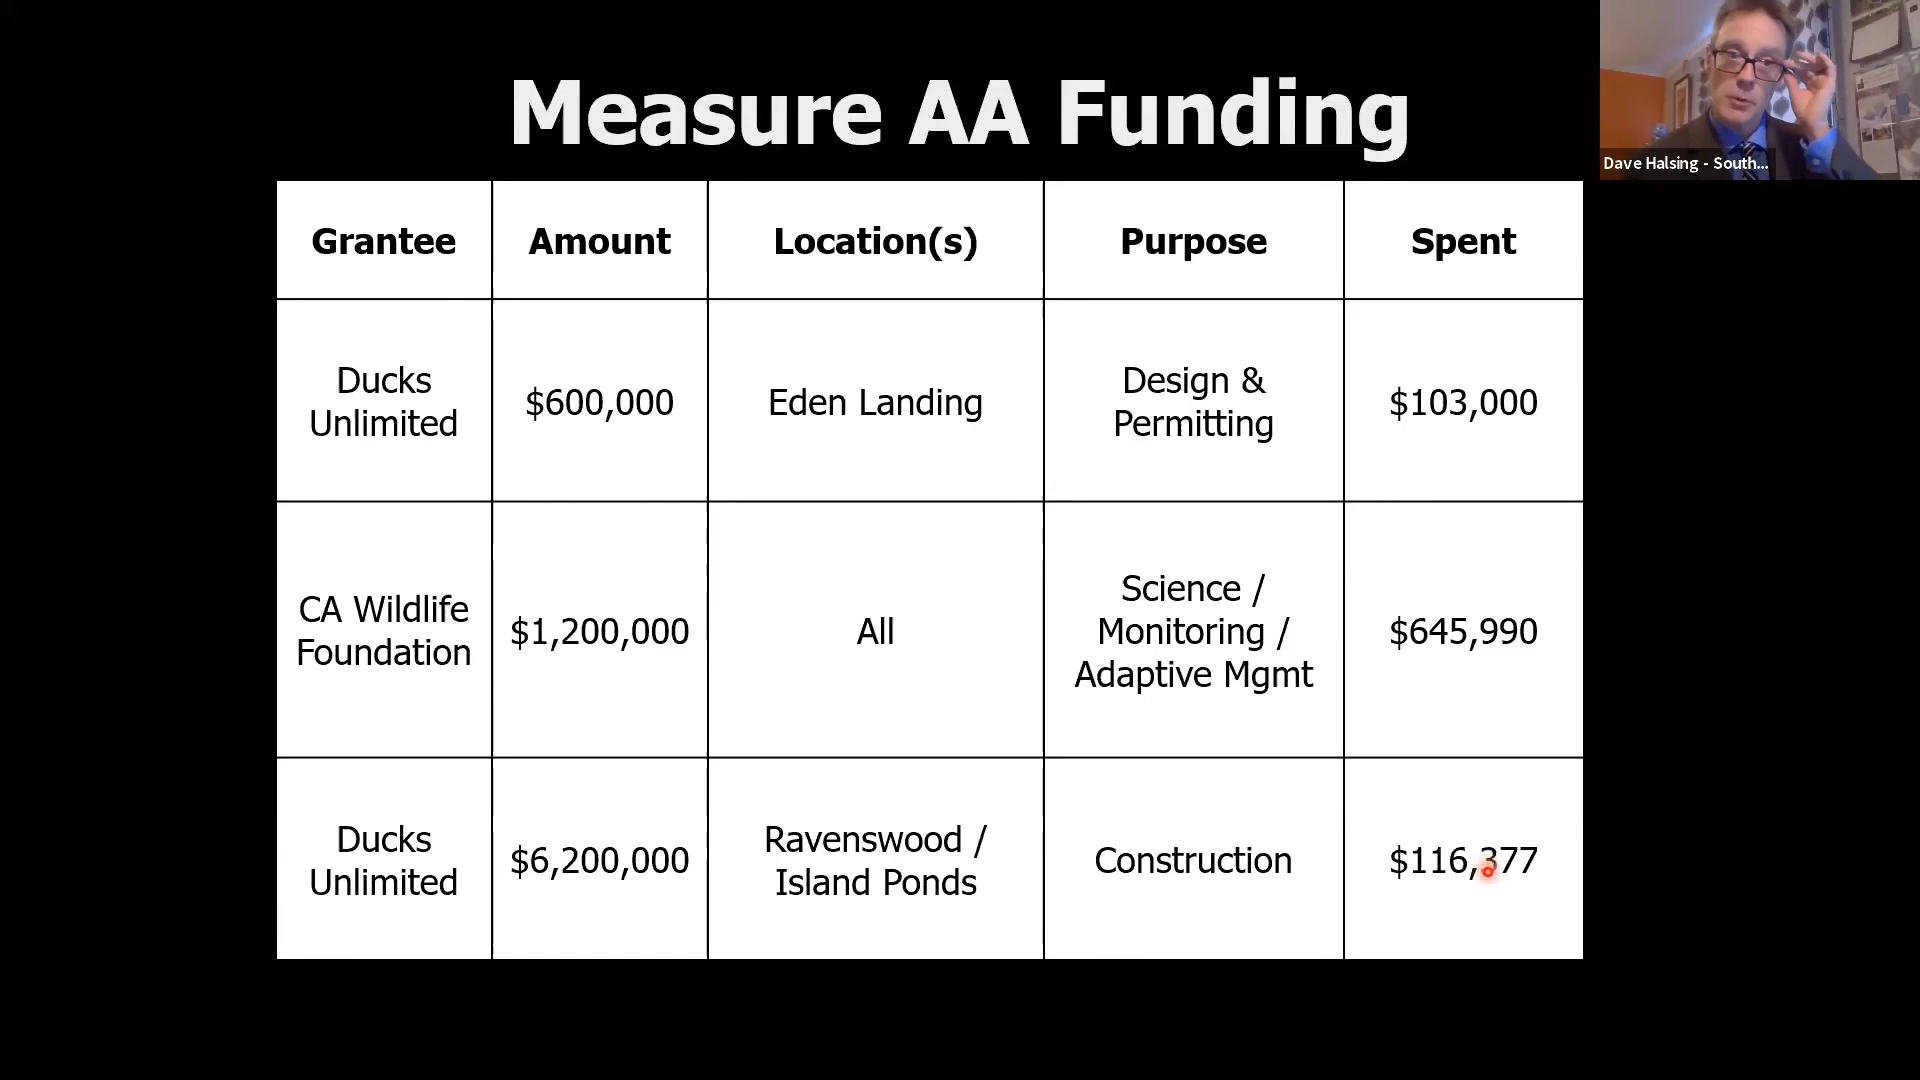 Measure AA Funding
Dave Halsing - South...
Grantee
Amount
Location(s)
Purpose
Spent
Ducks
Unlimited
$600,000
Eden Landing
Design &
Permitting
$103,000
CA Wildlife
Foundation
$1,200,000
All
Science /
Monitoring /
Adaptive Mgmt
$645,990
Ducks
Unlimited
$6,200,000
Ravenswood /
Island Ponds
Construction
$116,377